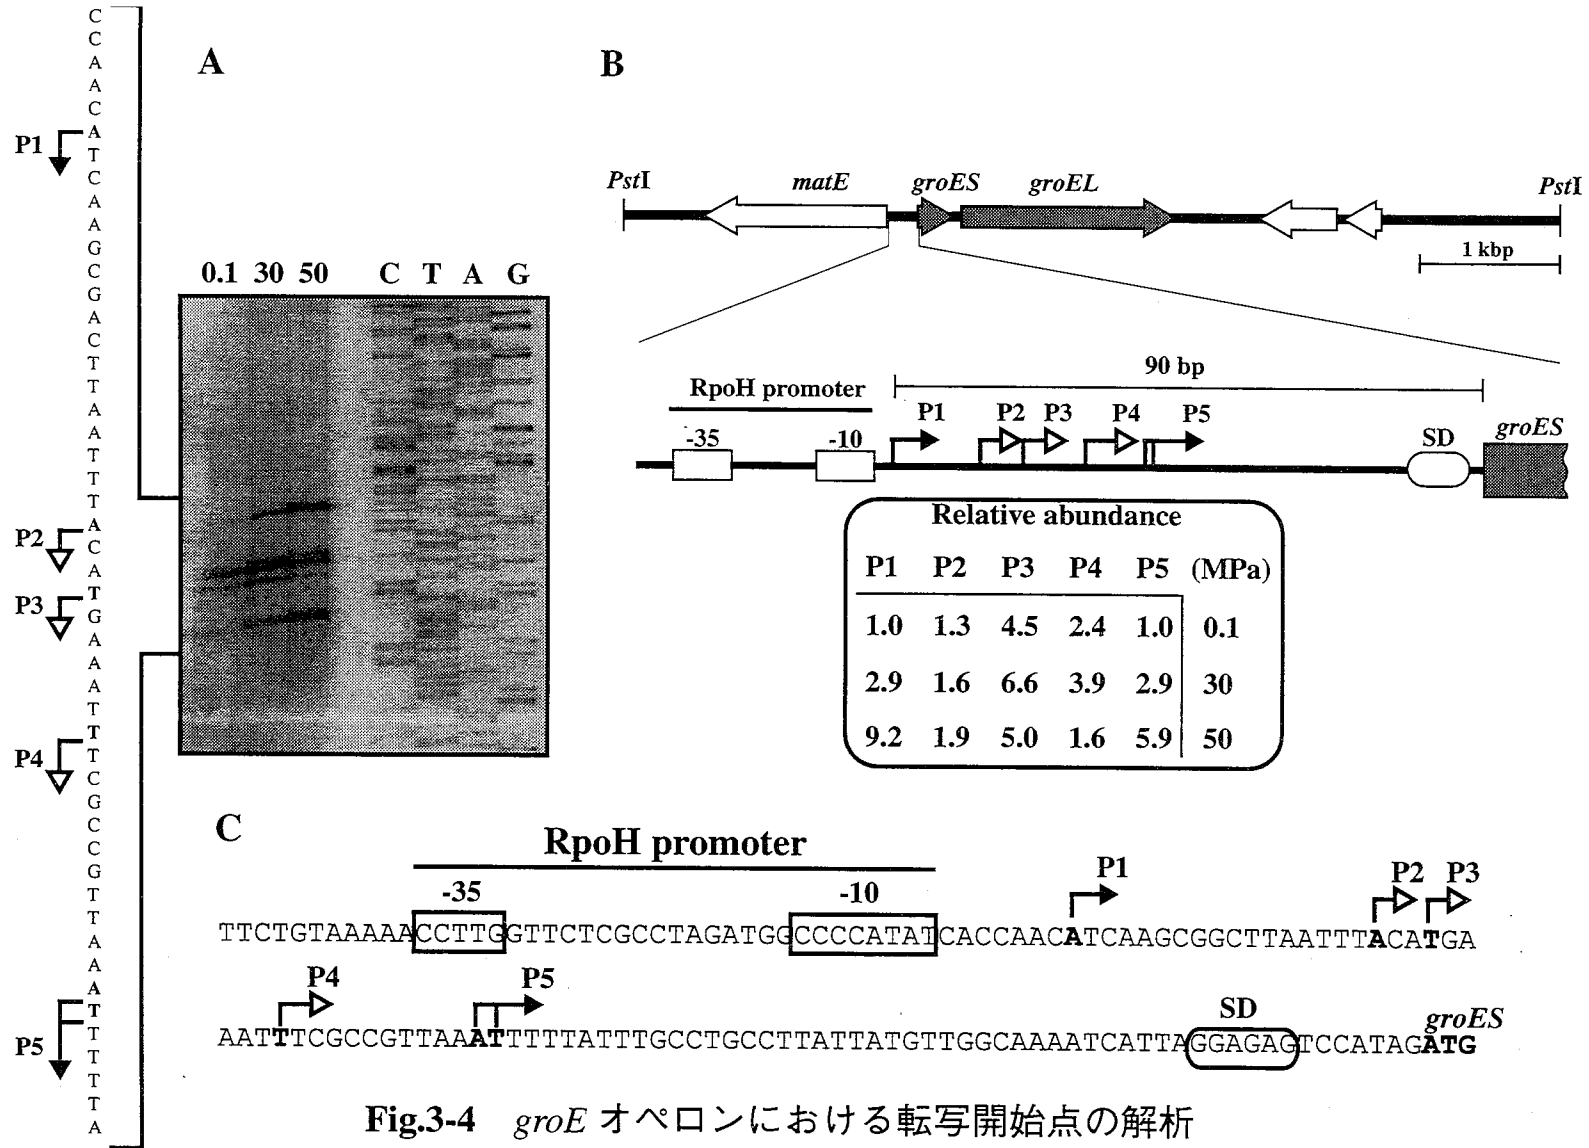 CCAACATCAAGCGACTTAATTTACATGAAATTTCGCCGTTAAATTTTTA
P1
P2
P3
P4
P5
A
0.1 30 50 C T A G
B
PstI matE groES groEL PstI
1 kbp
90 bp
RpoH promoter
-35 -10 P1 P2 P3 P4 P5 SD groES
Relative abundance
P1 P2 P3 P4 P5 (MPa)
1.0 1.3 4.5 2.4 1.0 0.1
2.9 1.6 6.6 3.9 2.9 30
9.2 1.9 5.0 1.6 5.9 50
C
RpoH promoter
-35 -10 P1 P2 P3
TTCTGTAAAAACCTTGGTTCTCGCCTAGATGGCCCCATATCACCAACATCAAGCGGCTTAATTTACATGA
P4 P5 SD groES
AATTTCGCCGTTAAATTTTTATTTGCCTGCCTTATTATGTTGGCAAAATCATTAGGAGAGTCCATAGATG
Fig.3-4 groE オペロンにおける転写開始点の解析